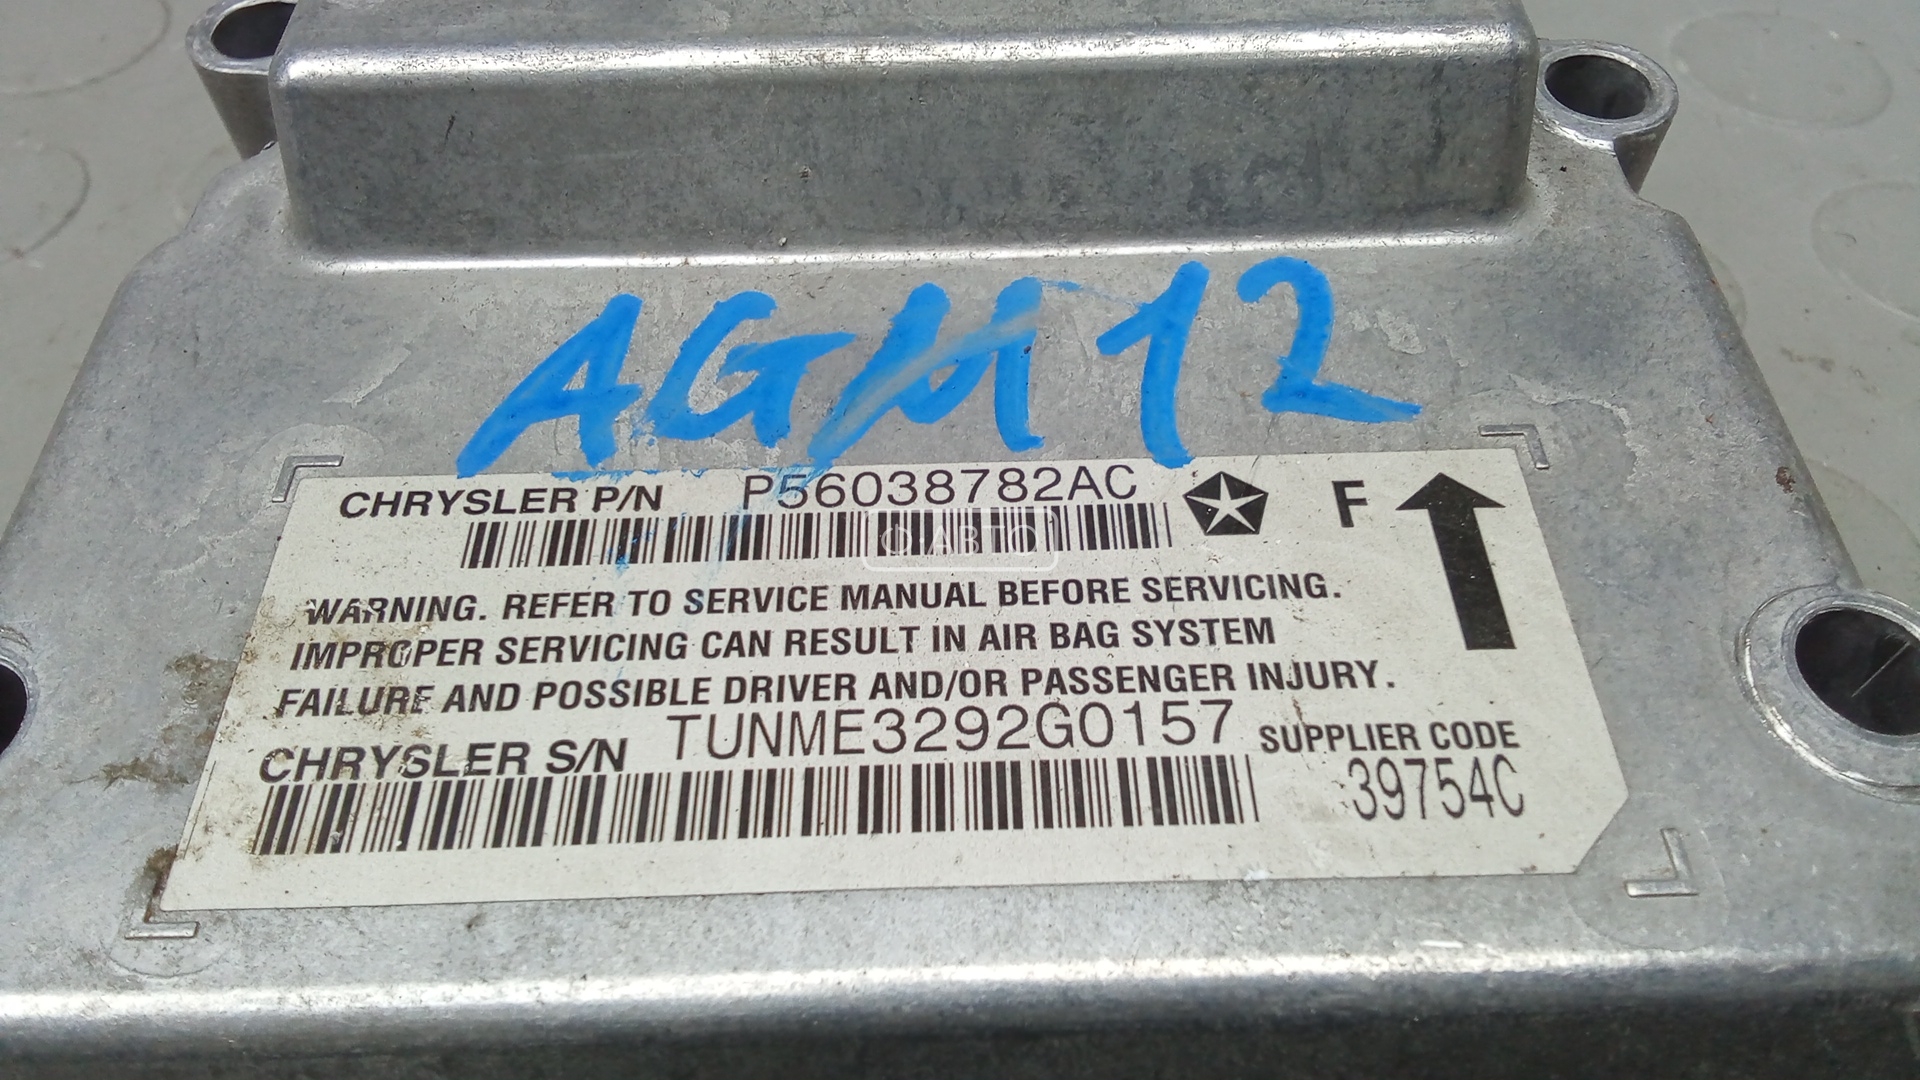 AGM 12
CHRYSLER P/N P56038782AC F
О·АВТО
WARNING. REFER TO SERVICE MANUAL BEFORE SERVICING.
IMPROPER SERVICING CAN RESULT IN AIR BAG SYSTEM
FAILURE AND POSSIBLE DRIVER AND/OR PASSENGER INJURY.
CHRYSLER S/N TUNME3292G0157 SUPPLIER CODE
39754C